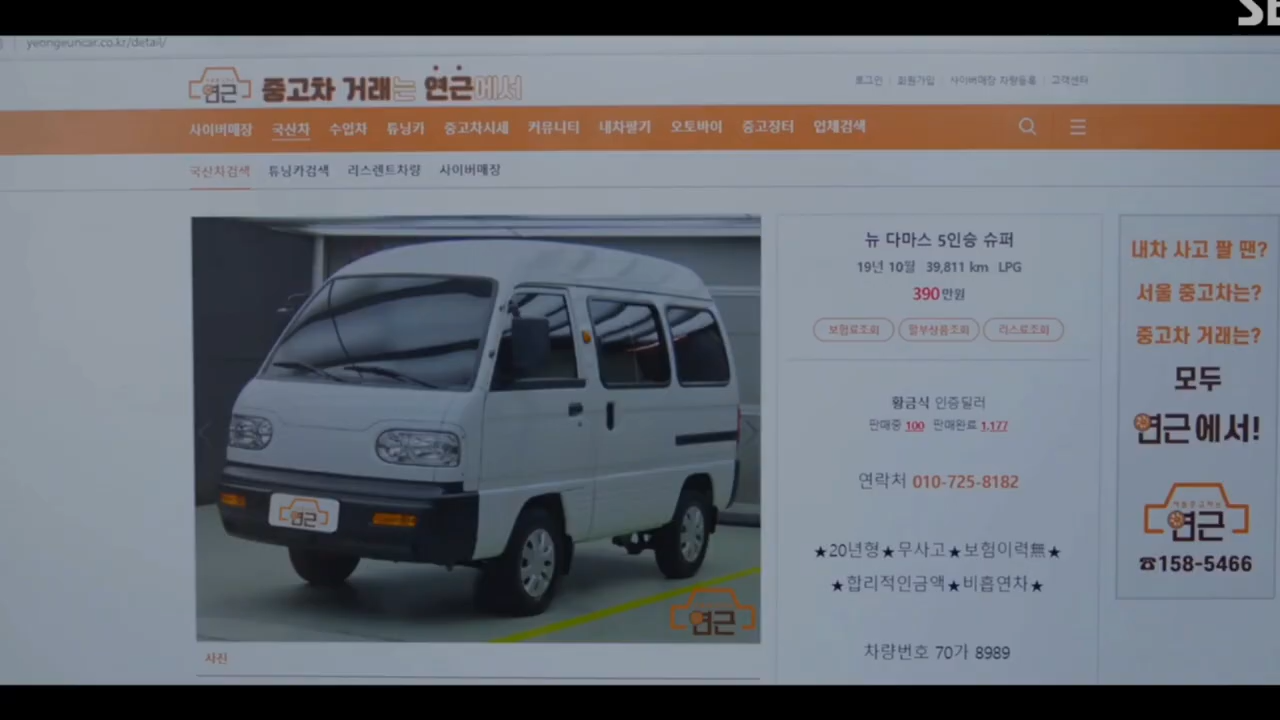 SB
yeongeuncar.co.kr/detail/
연근 중고차 거래는 연근에서
로그인 회원가입 사이버매장 차량등록 고객센터
사이버매장 국산차 수입차 튜닝카 중고차시세 커뮤니티 내차팔기 오토바이 중고장터 업체검색
국산차검색 튜닝카검색 리스렌트차량 사이버매장
뉴 다마스 5인승 슈퍼
19년 10월 39,811 km LPG
390만원
보험료조회 할부상품조회 리스료조회
황금식 인증딜러
판매중 100 판매완료 1,177
연락처 010-725-8182
★20년형★무사고★보험이력無★
★합리적인금액★비흡연차★
차량번호 70가 8989
연근
연근
사진
내차 사고 팔 땐?
서울 중고차는?
중고차 거래는?
모두
연근에서!
연근
☎158-5466